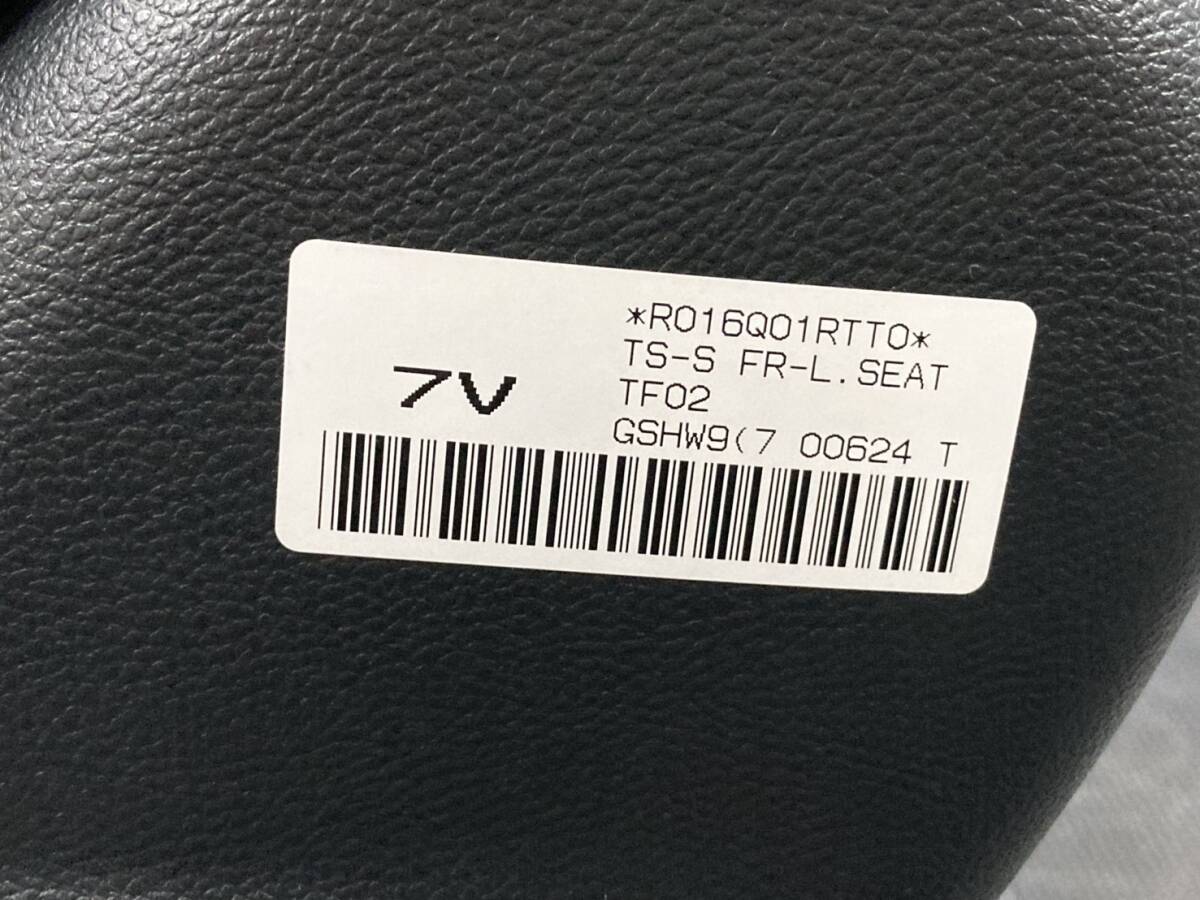 *R016Q01RTT0*
TS-S FR-L.SEAT
TF02
7V
GSHW9(7 00624 T